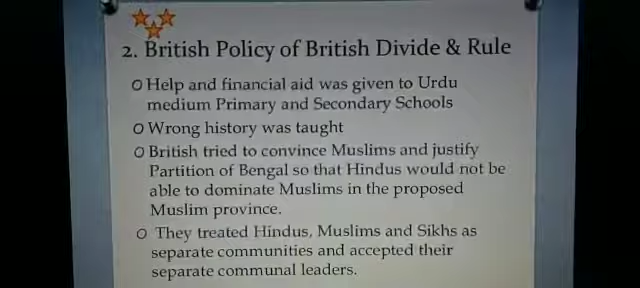 2. British Policy of British Divide & Rule
Help and financial aid was given to Urdu
medium Primary and Secondary Schools
Wrong history was taught
British tried to convince Muslims and justify
Partition of Bengal so that Hindus would not be
able to dominate Muslims in the proposed
Muslim province.
They treated Hindus, Muslims and Sikhs as
separate communities and accepted their
separate communal leaders.